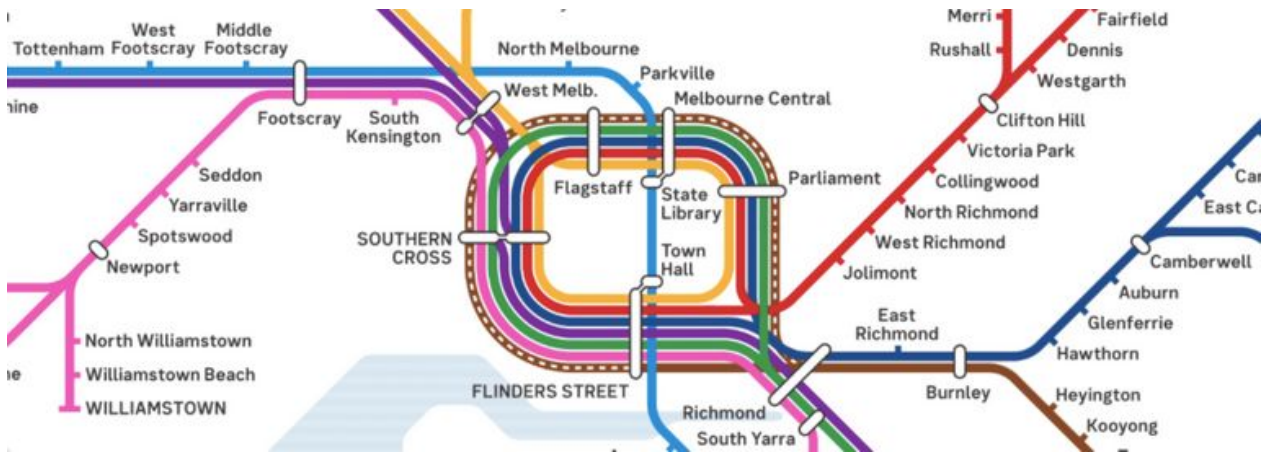 Merri
Fairfield
West
Footscray
Middle
Footscray
Tottenham
North Melbourne
Rushall
Dennis
Parkville
Westgarth
West Melb.
Melbourne Central
Footscray
South
Kensington
Clifton Hill
Victoria Park
Seddon
Flagstaff
Parliament
Collingwood
State
Library
Yarraville
North Richmond
East Ca
Spotswood
SOUTHERN
CROSS
West Richmond
Town
Hall
Newport
Jolimont
Camberwell
Auburn
East
Richmond
Glenferrie
North Williamstown
Hawthorn
Williamstown Beach
FLINDERS STREET
Burnley
Heyington
WILLIAMSTOWN
Richmond
Kooyong
South Yarra